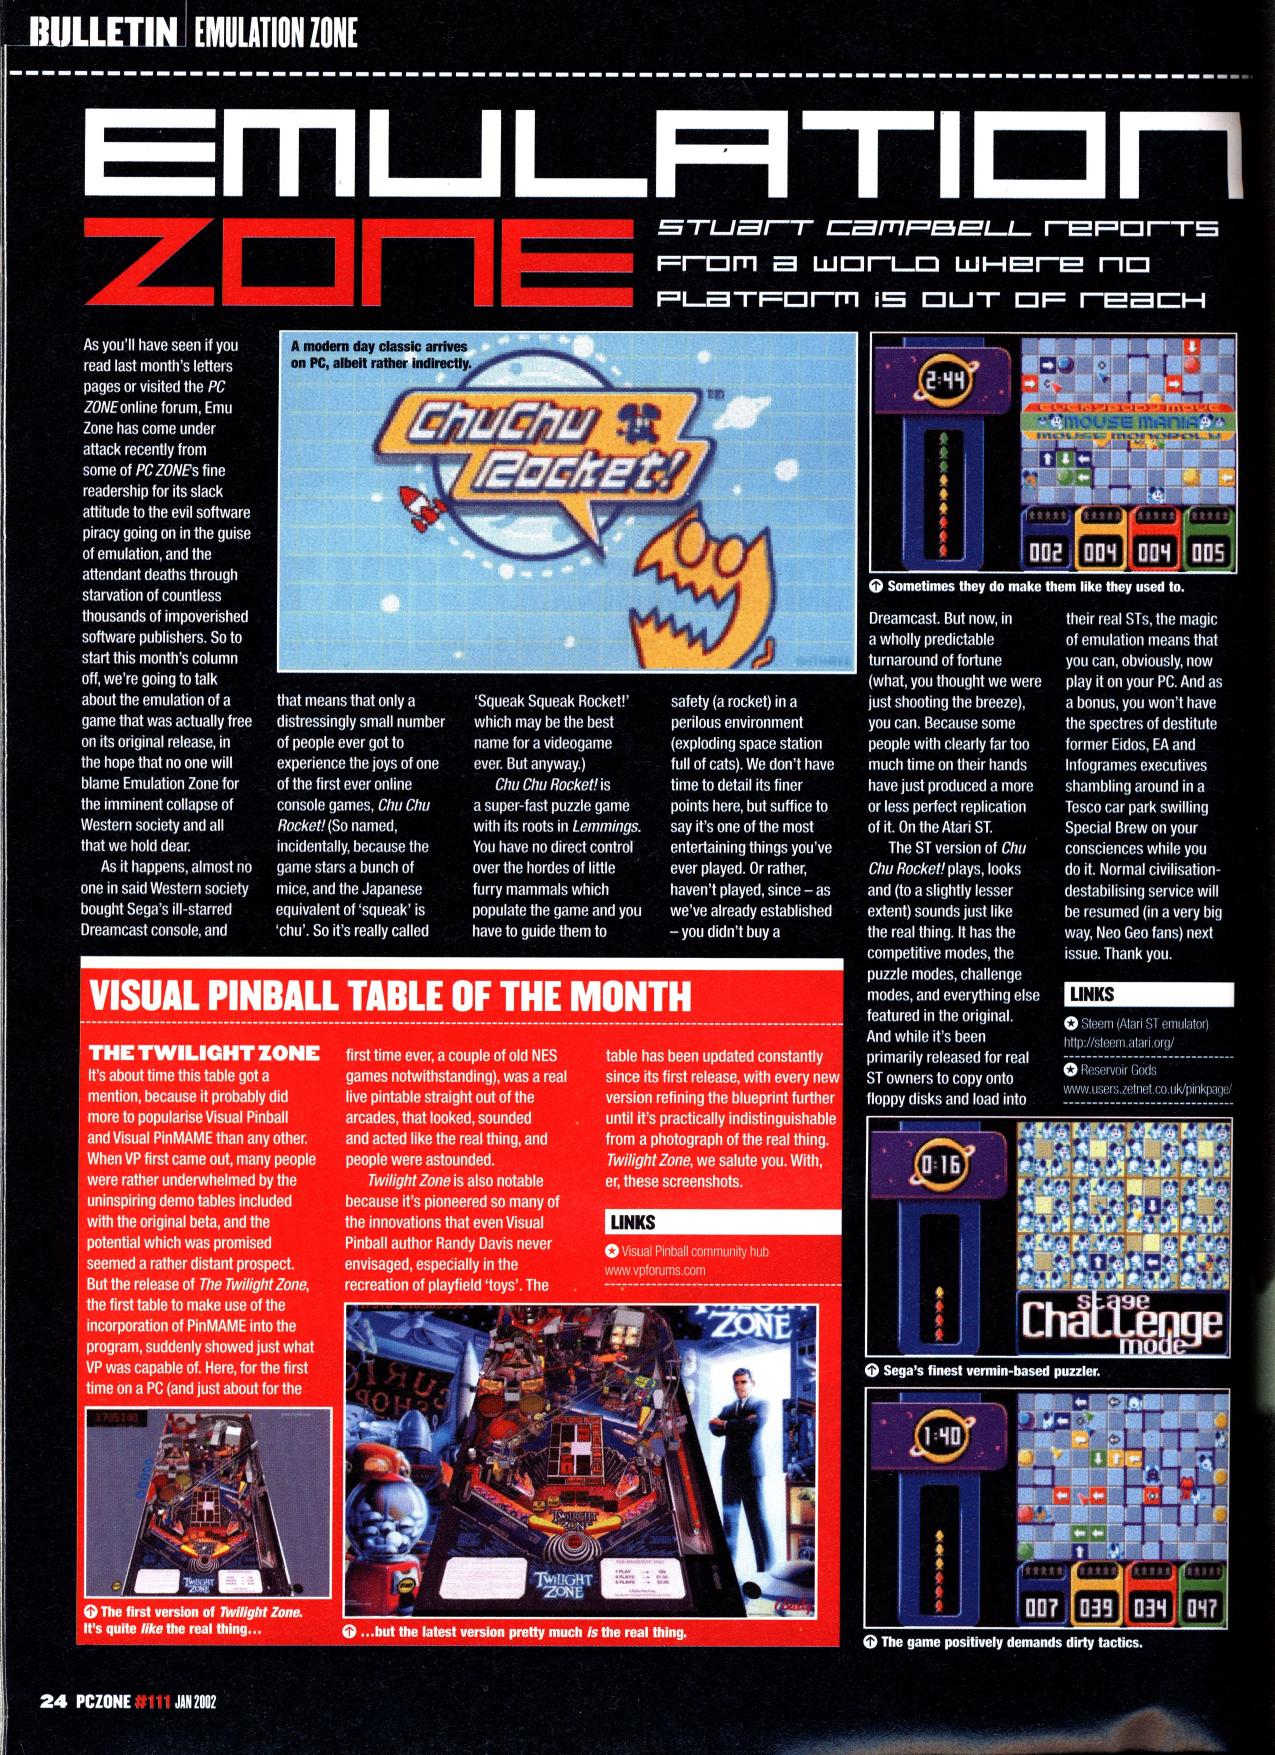 BULLETIN EMULATION ZONE
EMULATION
ZONE
STUART CAMPBELL REPORTS
FROM A WORLD WHERE NO
PLATFORM IS OUT OF REACH
As you'll have seen if you
read last month's letters
pages or visited the PC
ZONE online forum, Emu
Zone has come under
attack recently from
some of PC ZONE's fine
readership for its slack
attitude to the evil software
piracy going on in the guise
of emulation, and the
attendant deaths through
starvation of countless
thousands of impoverished
software publishers. So to
start this month's column
off, we're going to talk
about the emulation of a
game that was actually free
on its original release, in
the hope that no one will
blame Emulation Zone for
the imminent collapse of
Western society and all
that we hold dear.
As it happens, almost no
one in said Western society
bought Sega's ill-starred
Dreamcast console, and
A modern day classic arrives
on PC, albeit rather indirectly.
ChuChu
Rocket!
TM
that means that only a
distressingly small number
of people ever got to
experience the joys of one
of the first ever online
console games, Chu Chu
Rocket! (So named,
incidentally, because the
game stars a bunch of
mice, and the Japanese
equivalent of 'squeak' is
'chu'. So it's really called
'Squeak Squeak Rocket!'
which may be the best
name for a videogame
ever. But anyway.)
Chu Chu Rocket! is
a super-fast puzzle game
with its roots in Lemmings.
You have no direct control
over the hordes of little
furry mammals which
populate the game and you
have to guide them to
safety (a rocket) in a
perilous environment
(exploding space station
full of cats). We don't have
time to detail its finer
points here, but suffice to
say it's one of the most
entertaining things you've
ever played. Or rather,
haven't played, since – as
we've already established
– you didn't buy a
2:44
EVERYBODY MOVE
MOUSE MANIA
MOUSE MONOPOLY
002 004 004 005
Sometimes they do make them like they used to.
Dreamcast. But now, in
a wholly predictable
turnaround of fortune
(what, you thought we were
just shooting the breeze),
you can. Because some
people with clearly far too
much time on their hands
have just produced a more
or less perfect replication
of it. On the Atari ST.
The ST version of Chu
Chu Rocket! plays, looks
and (to a slightly lesser
extent) sounds just like
the real thing. It has the
competitive modes, the
puzzle modes, challenge
modes, and everything else
featured in the original.
And while it's been
primarily released for real
ST owners to copy onto
floppy disks and load into
their real STs, the magic
of emulation means that
you can, obviously, now
play it on your PC. And as
a bonus, you won't have
the spectres of destitute
former Eidos, EA and
Infogrames executives
shambling around in a
Tesco car park swilling
Special Brew on your
consciences while you
do it. Normal civilisation-
destabilising service will
be resumed (in a very big
way, Neo Geo fans) next
issue. Thank you.
LINKS
Steem (Atari ST emulator)
http://steem.atari.org/
Reservoir Gods
www.users.zetnet.co.uk/pinkpage/
0:16
stage
Challenge
mode
Sega's finest vermin-based puzzler.
1:40
007 039 034 047
The game positively demands dirty tactics.
VISUAL PINBALL TABLE OF THE MONTH
THE TWILIGHT ZONE
It's about time this table got a
mention, because it probably did
more to popularise Visual Pinball
and Visual PinMAME than any other.
When VP first came out, many people
were rather underwhelmed by the
uninspiring demo tables included
with the original beta, and the
potential which was promised
seemed a rather distant prospect.
But the release of The Twilight Zone,
the first table to make use of the
incorporation of PinMAME into the
program, suddenly showed just what
VP was capable of. Here, for the first
time on a PC (and just about for the
first time ever, a couple of old NES
games notwithstanding), was a real
live pintable straight out of the
arcades, that looked, sounded
and acted like the real thing, and
people were astounded.
Twilight Zone is also notable
because it's pioneered so many of
the innovations that even Visual
Pinball author Randy Davis never
envisaged, especially in the
recreation of playfield 'toys'. The
table has been updated constantly
since its first release, with every new
version refining the blueprint further
until it's practically indistinguishable
from a photograph of the real thing.
Twilight Zone, we salute you. With,
er, these screenshots.
LINKS
Visual Pinball community hub
www.vpforums.com
TWILIGHT
ZONE
The first version of Twilight Zone.
It's quite like the real thing...
ZONE
TWILIGHT
ZONE
TWILIGHT
ZONE
...but the latest version pretty much is the real thing.
24 PCZONE #111 JAN 2002